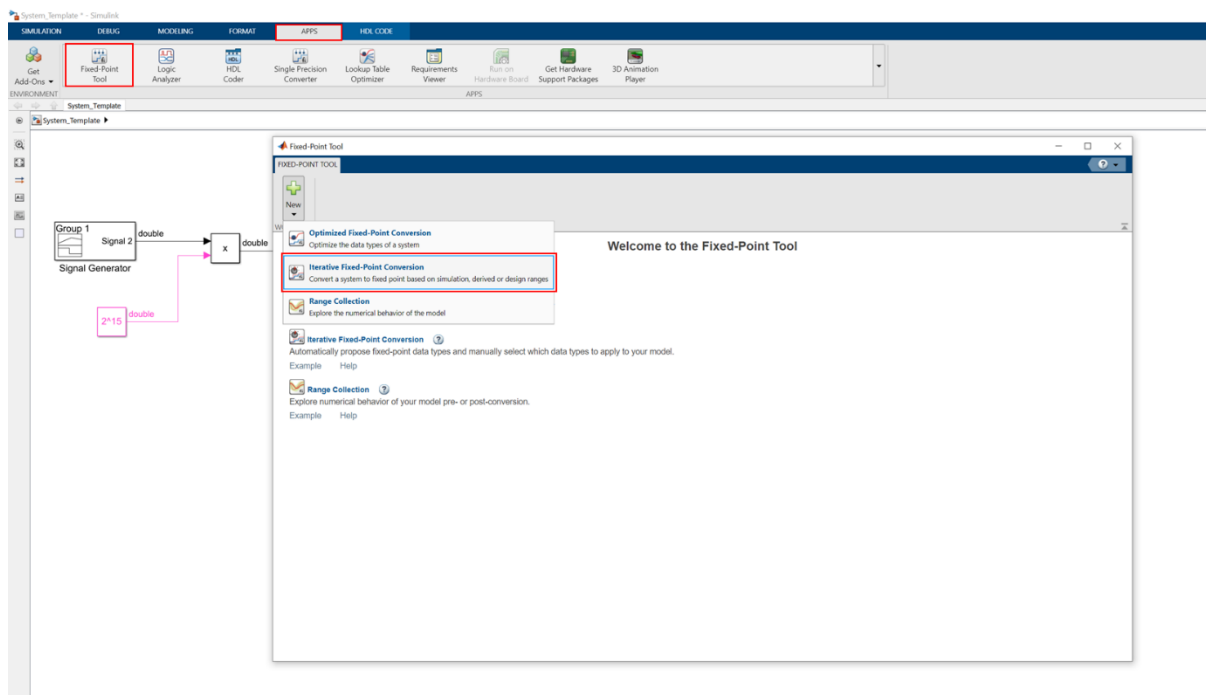 System_Template * - Simulink
SIMULATION DEBUG MODELING FORMAT APPS HDL CODE
Get Add-Ons
Fixed-Point Tool
Logic Analyzer
HDL Coder
Single Precision Converter
Lookup Table Optimizer
Requirements Viewer
Run on Hardware Board
Get Hardware Support Packages
3D Animation Player
ENVIRONMENT APPS
System_Template
System_Template
Fixed-Point Tool
FIXED-POINT TOOL
New
Optimized Fixed-Point Conversion
Optimize the data types of a system
Welcome to the Fixed-Point Tool
Iterative Fixed-Point Conversion
Convert a system to fixed point based on simulation, derived or design ranges
Range Collection
Explore the numerical behavior of the model
Iterative Fixed-Point Conversion
Automatically propose fixed-point data types and manually select which data types to apply to your model.
Example Help
Range Collection
Explore numerical behavior of your model pre- or post-conversion.
Example Help
Group 1
Signal 2
double
Signal Generator
x
double
2^15
double